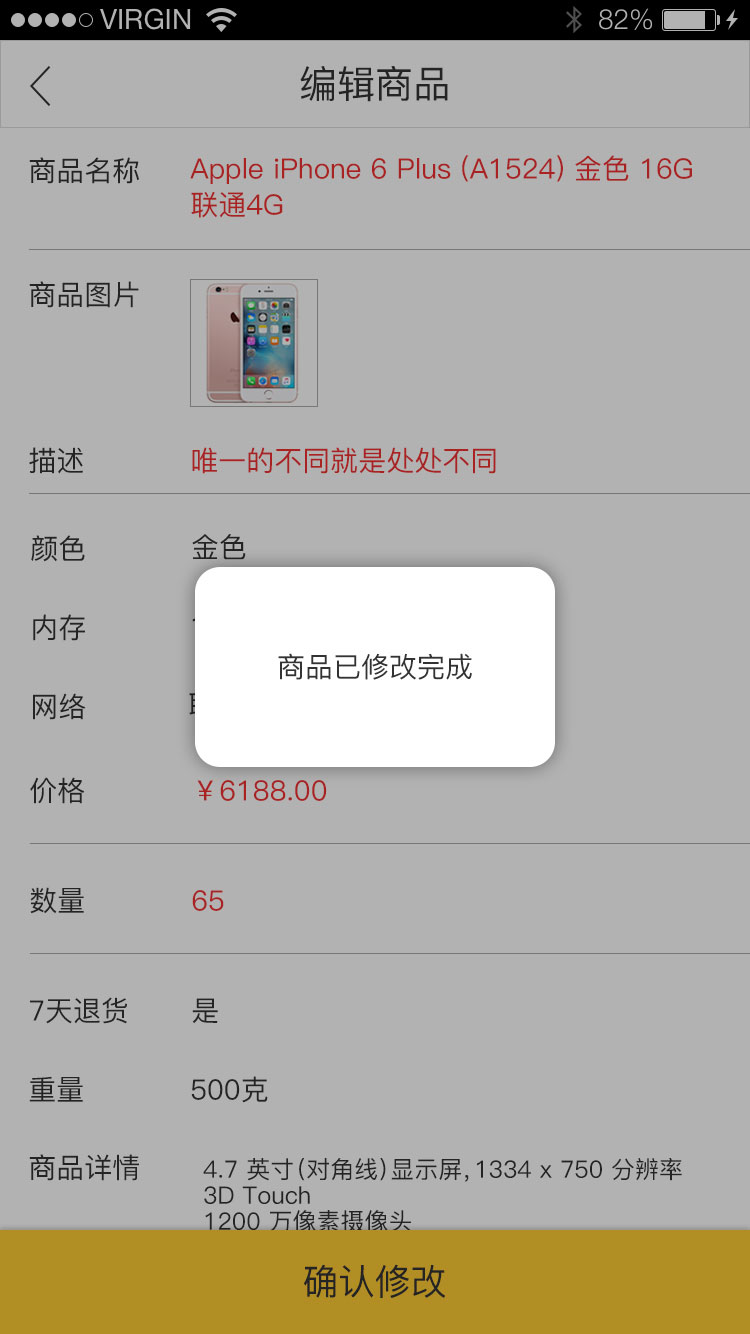 VIRGIN 82%
编辑商品
商品名称 Apple iPhone 6 Plus (A1524) 金色 16G
联通4G
商品图片
描述 唯一的不同就是处处不同
颜色 金色
内存
商品已修改完成
网络
价格 ￥6188.00
数量 65
7天退货 是
重量 500克
商品详情 4.7 英寸(对角线)显示屏,1334 x 750 分辨率
3D Touch
1200 万像素摄像头
确认修改